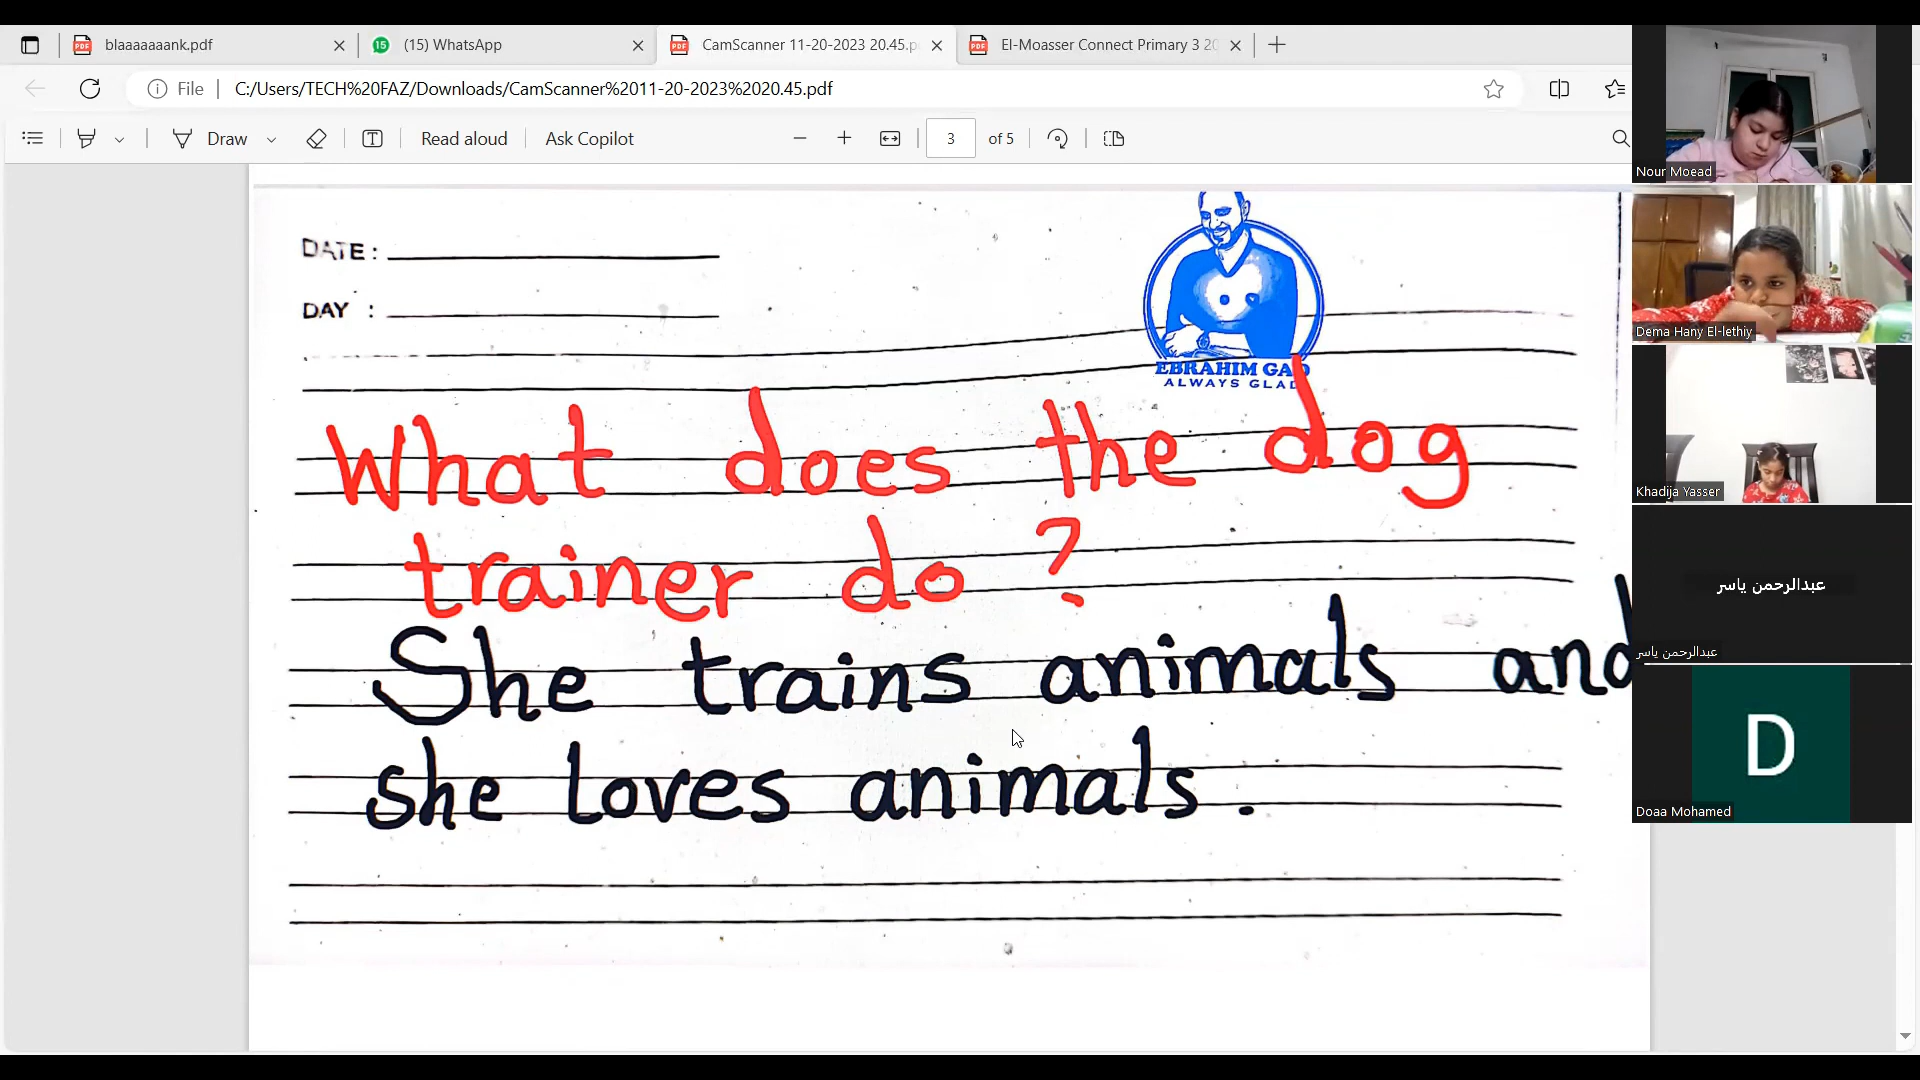 blaaaaaaank.pdf
15
(15) WhatsApp
CamScanner 11-20-2023 20.45.p
El-Moasser Connect Primary 3 20
File
C:/Users/TECH%20FAZ/Downloads/CamScanner%2011-20-2023%2020.45.pdf
Draw
Read aloud
Ask Copilot
3
of 5
DATE :
DAY :
EBRAHIM GAD
ALWAYS GLAD
What does the dog
trainer do ?
She trains animals and
she loves animals .
Nour Moead
Dema Hany El-lethiy
Khadija Yasser
عبدالرحمن ياسر
عبدالرحمن ياسر
D
Doaa Mohamed